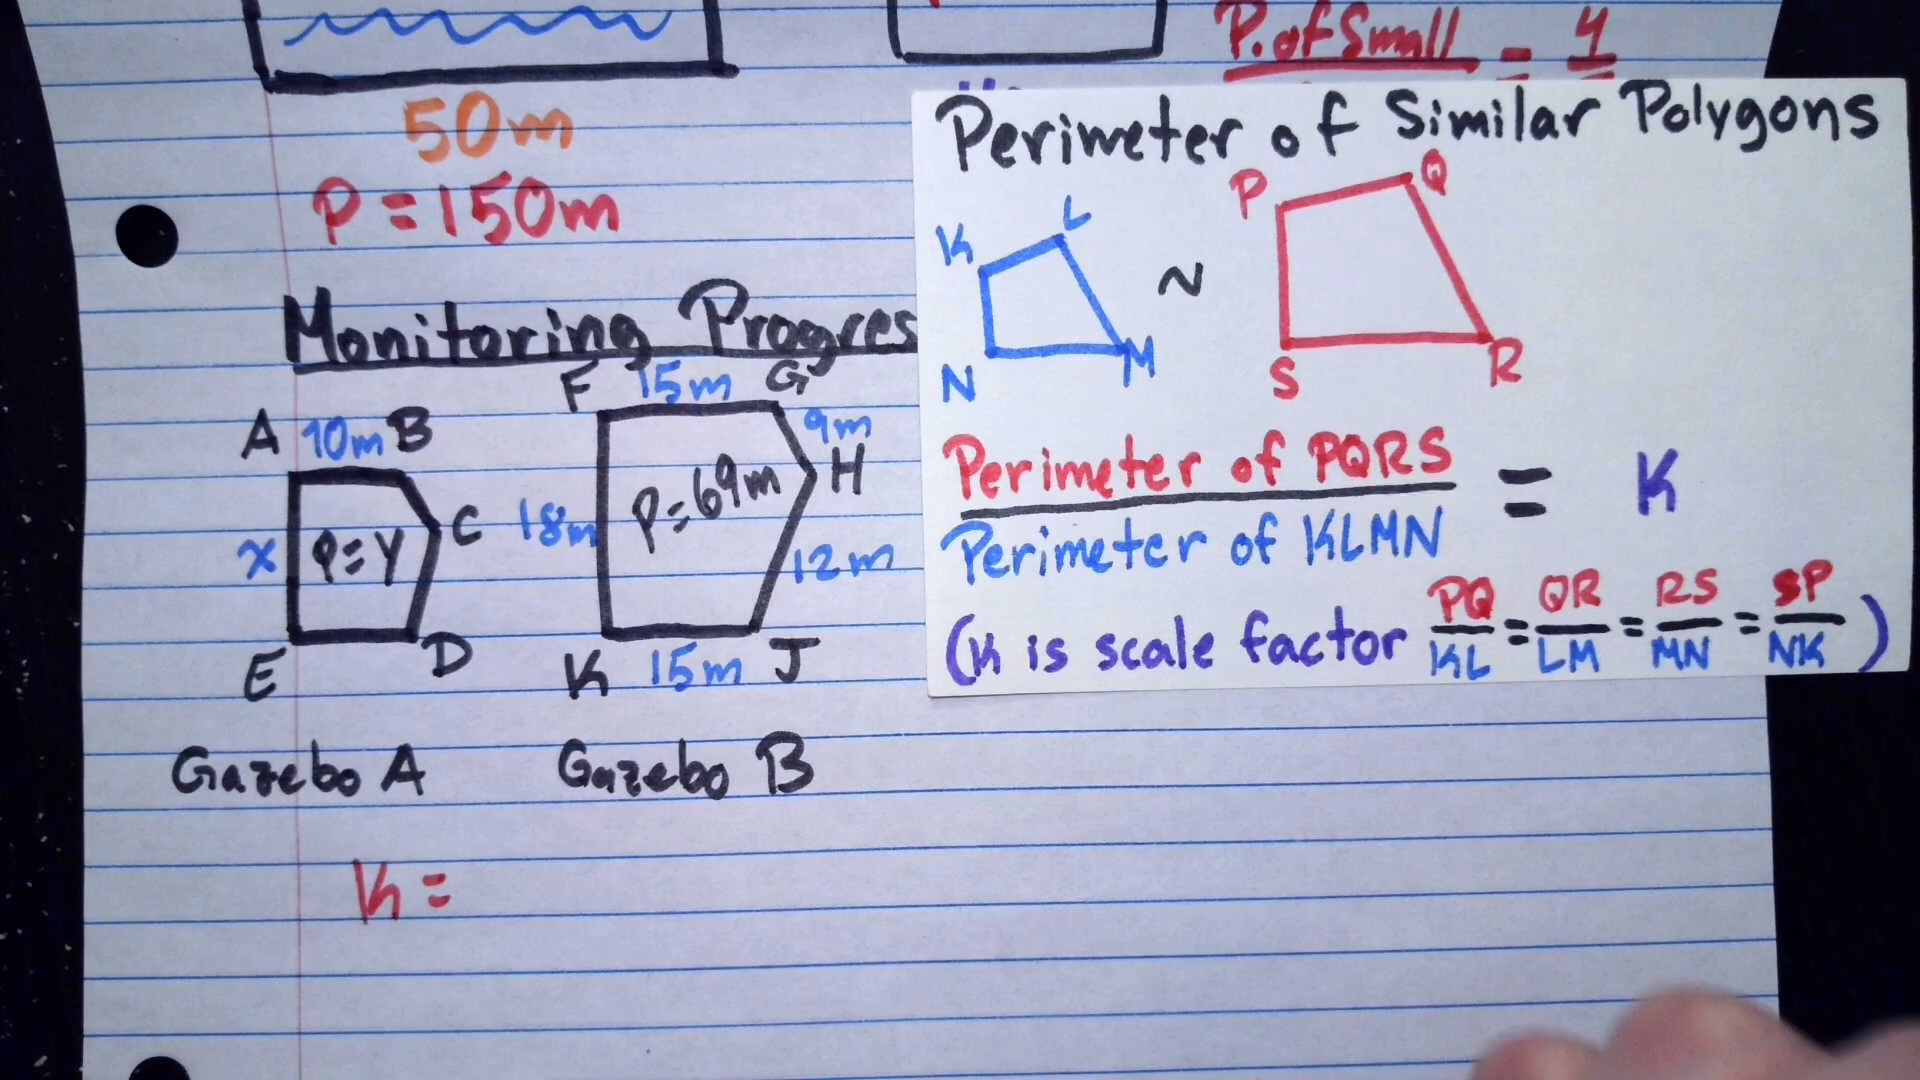 P. of Small = 4
50m
P = 150m
Perimeter of Similar Polygons
K L M N ~ P Q R S
Perimeter of PQRS = K
Perimeter of KLMN
(K is scale factor PQ/KL = QR/LM = RS/MN = SP/NK)
Monitoring Progres
A 10m B
C
x P=Y
E D
F 15m G
9m
H
18m P=69m
12m
K 15m J
Gazebo A Gazebo B
K =